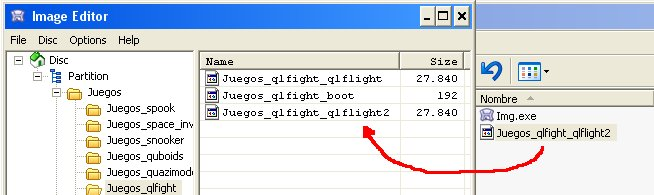 Image Editor
File Disc Options Help
Disc
Partition
Juegos
Juegos_spook
Juegos_space_inv
Juegos_snooker
Juegos_quboids
Juegos_quazimod
Juegos_qlfight
Name Size
Juegos_qlfight_qlflight 27.840
Juegos_qlfight_boot 192
Juegos_qlfight_qlflight2 27.840
Nombre
Img.exe
Juegos_qlfight_qlflight2